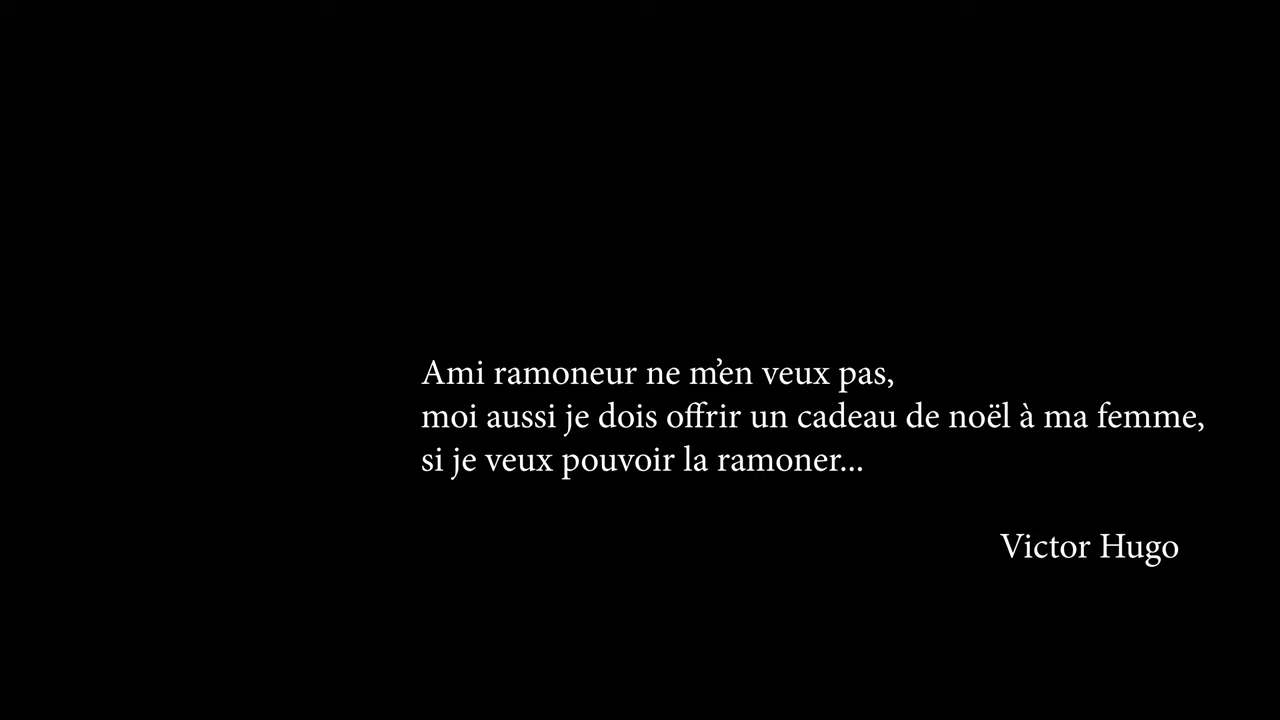 Ami ramoneur ne m’en veux pas,
moi aussi je dois offrir un cadeau de noël à ma femme,
si je veux pouvoir la ramoner...
Victor Hugo